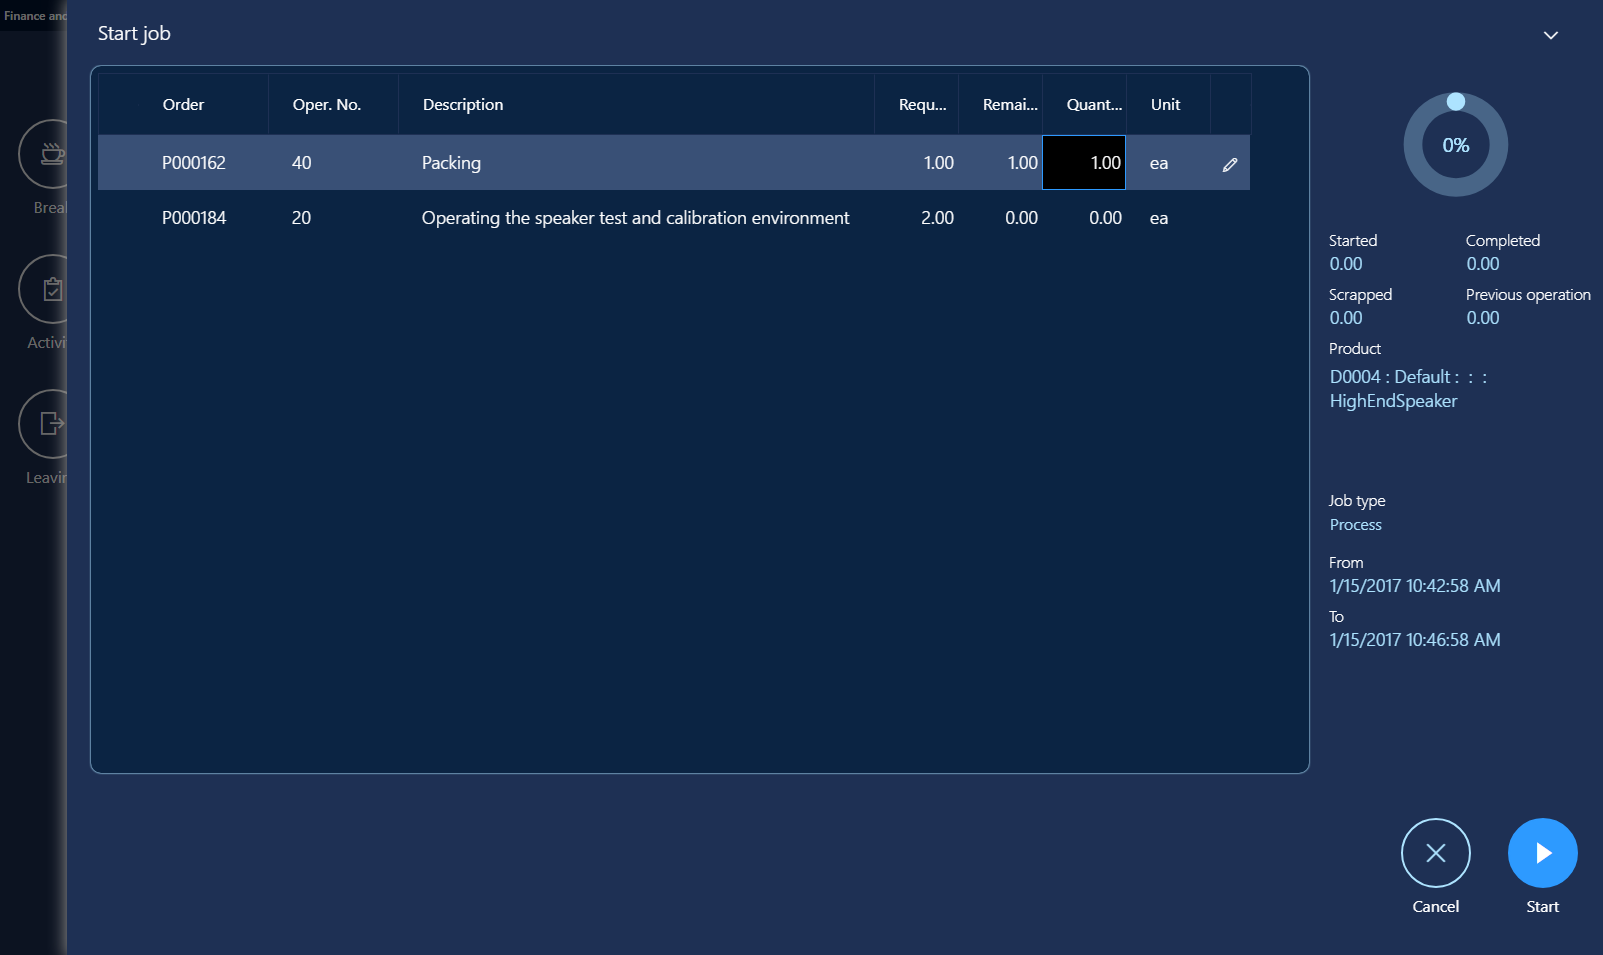 Finance and
Start job
Order Oper. No. Description Requ... Remai... Quant... Unit
P000162 40 Packing 1.00 1.00 1.00 ea
P000184 20 Operating the speaker test and calibration environment 2.00 0.00 0.00 ea
Break
Activi
Leavin
0%
Started Completed
0.00 0.00
Scrapped Previous operation
0.00 0.00
Product
D0004 : Default : : :
HighEndSpeaker
Job type
Process
From
1/15/2017 10:42:58 AM
To
1/15/2017 10:46:58 AM
Cancel Start